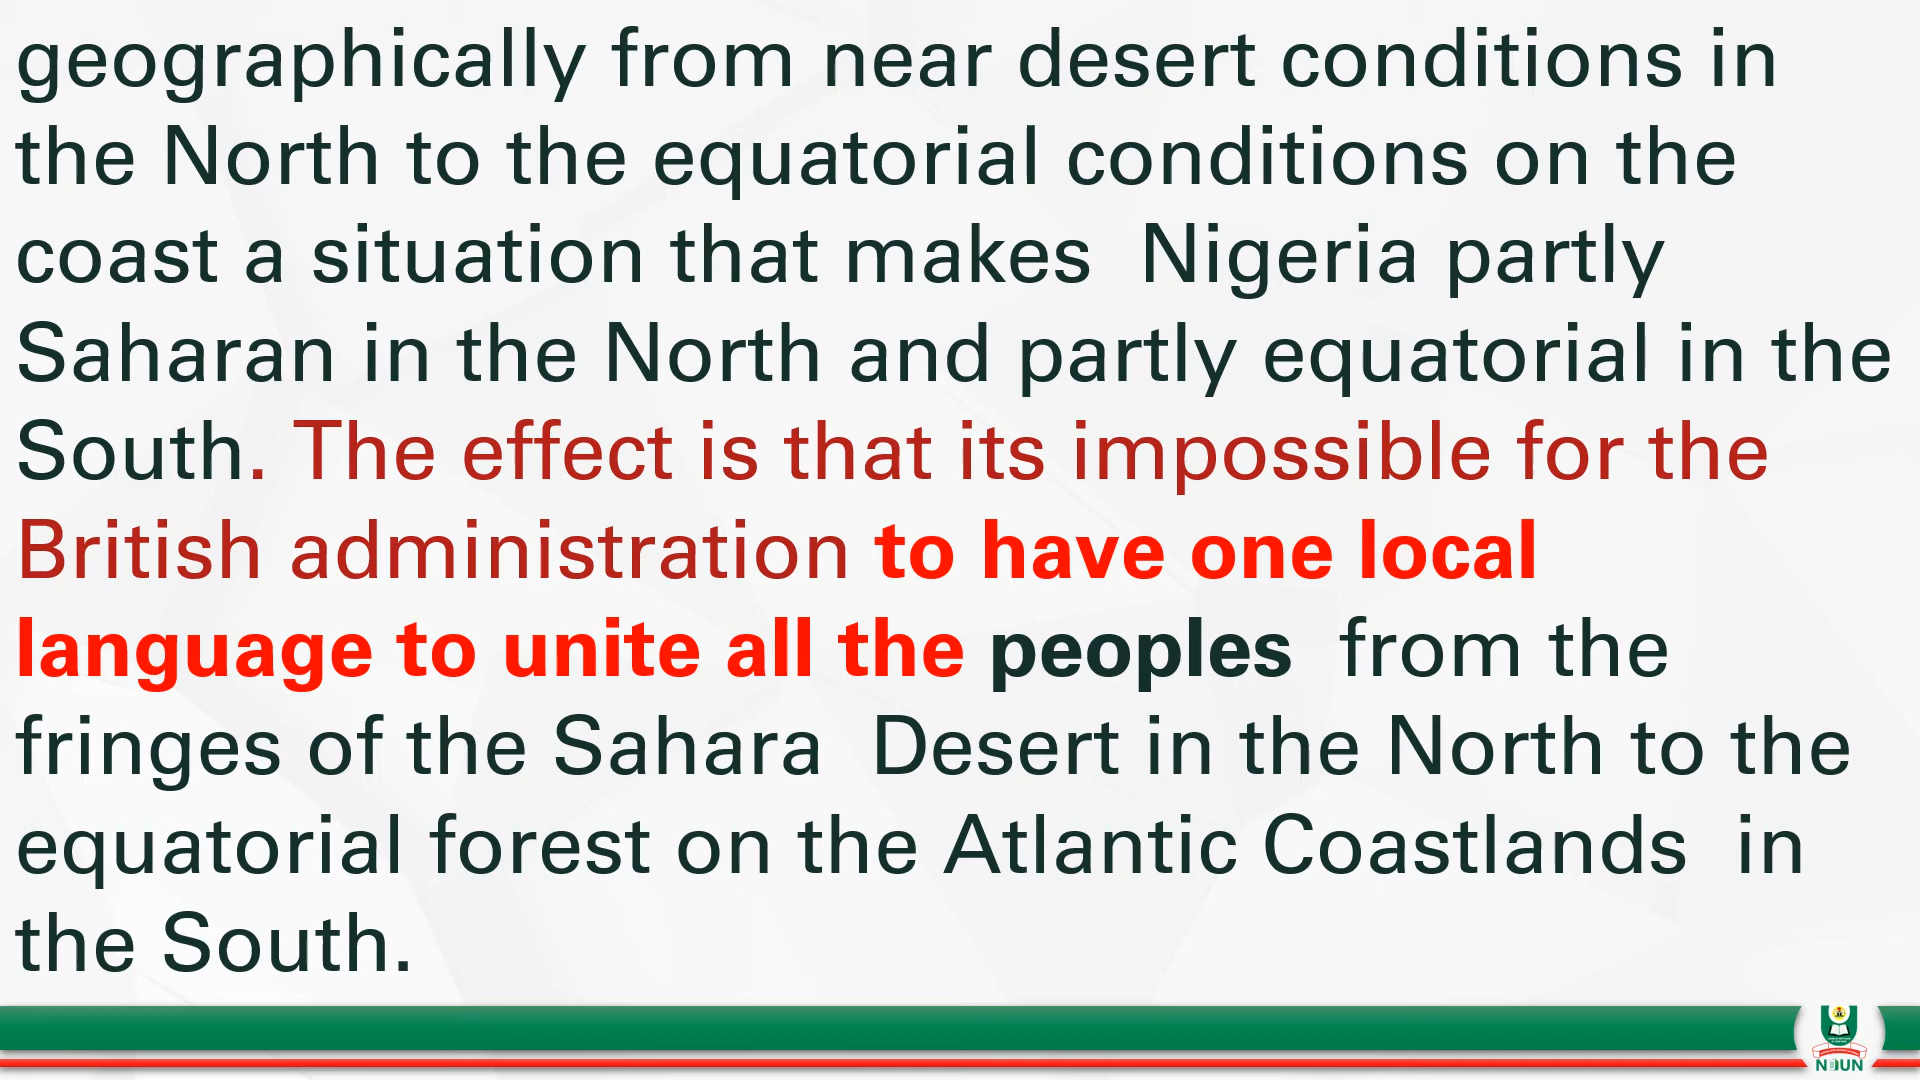 geographically from near desert conditions in
the North to the equatorial conditions on the
coast a situation that makes  Nigeria partly
Saharan in the North and partly equatorial in the
South. The effect is that its impossible for the
British administration to have one local
language to unite all the peoples  from the
fringes of the Sahara  Desert in the North to the
equatorial forest on the Atlantic Coastlands  in
the South.
NOUN